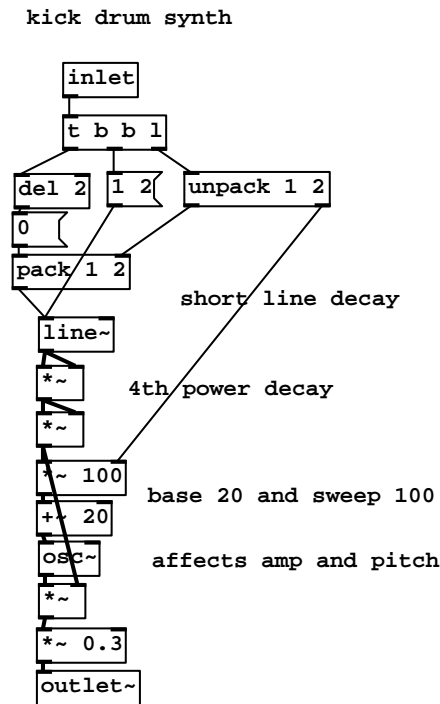 kick drum synth
inlet
t b b l
del 2
1 2
unpack 1 2
0
pack 1 2
short line decay
line~
*~
4th power decay
*~
*~ 100
base 20 and sweep 100
+~ 20
osc~
affects amp and pitch
*~
*~ 0.3
outlet~